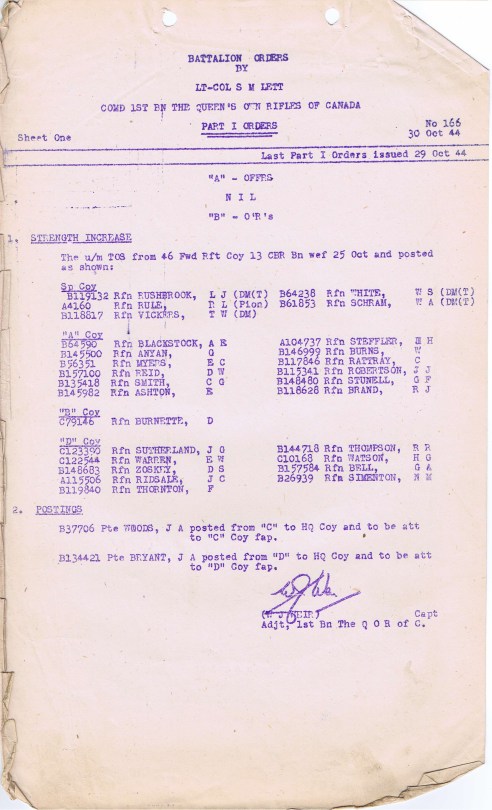 BATTALION ORDERS
BY
LT-COL S M LETT
COMD 1ST BN THE QUEEN'S OWN RIFLES OF CANADA
PART I ORDERS
No 166
Sheet One
30 Oct 44
Last Part I Orders issued 29 Oct 44
"A" - OFFRS
N I L
"B" - O'R's
1. STRENGTH INCREASE
The u/m TOS from 46 Fwd Rft Coy 13 CBR Bn wef 25 Oct and posted
as shown:
Sp Coy
B119132 Rfn RUSHBROOK, L J (DM(T) B64238 Rfn WHITE, W S (DM(T)
A4160 Rfn RULE, R L (Pion) B61853 Rfn SCHRAM, W A (DM(T)
B118817 Rfn VICKERS, T W (DM)
"A" Coy
B64590 Rfn BLACKSTOCK, A E A104737 Rfn STEFFLER, H
B145500 Rfn ANYAN, G B146999 Rfn BURNS, W
B56351 Rfn MYERS, E C B117846 Rfn RATTRAY, C
B157100 Rfn REID, D W B115341 Rfn ROBERTSON, J J
B135418 Rfn SMITH, C G B148480 Rfn STUNELL, G F
B145982 Rfn ASHTON, E B118628 Rfn BRAND, R J
"B" Coy
C79146 Rfn BURNETTE, D
"D" Coy
C123390 Rfn SUTHERLAND, J G B144718 Rfn THOMPSON, R R
C122544 Rfn WARREN, E W C10168 Rfn WATSON, H G
B148683 Rfn ZOSKEY, D S B157584 Rfn BELL, G A
A115506 Rfn RIDSALE, J C B26939 Rfn SIMENTON, N M
B119840 Rfn THORNTON, F
2. POSTINGS
B37706 Pte WOODS, J A posted from "C" to HQ Coy and to be att
to "C" Coy fap.
B134421 Pte BRYANT, J A posted from "D" to HQ Coy and to be att
to "D" Coy fap.
(W J WEIR) Capt
Adjt, 1st Bn The Q O R of C.